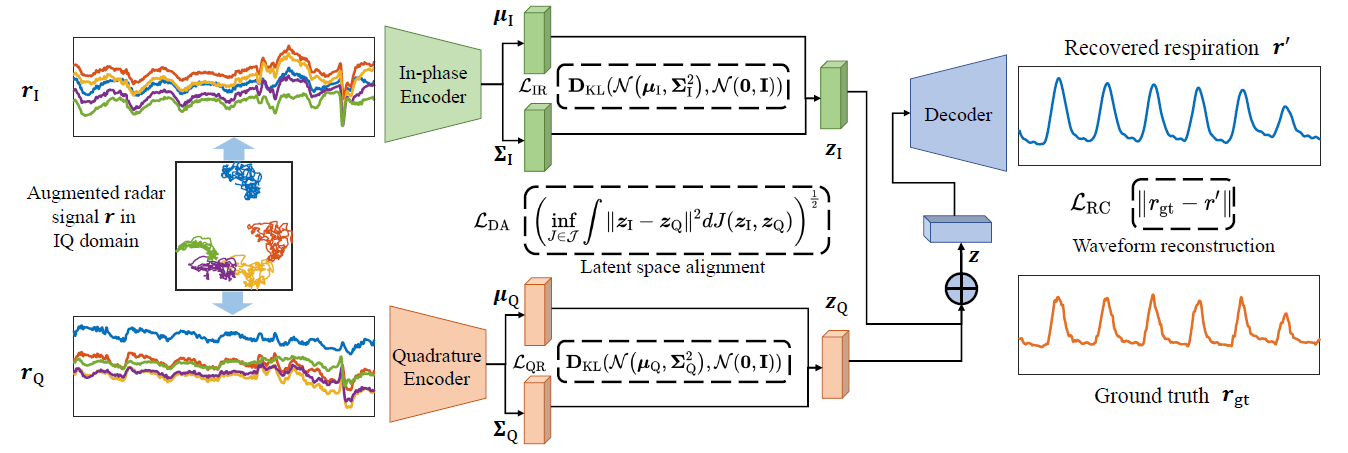 r_I
In-phase
Encoder
μ_I
Σ_I
L_IR
D_KL(N(μ_I, Σ_I^2), N(0, I))
z_I
Decoder
Recovered respiration r′
Augmented radar
signal r in
IQ domain
L_DA
(inf_{J∈J} ∫ ‖z_I − z_Q‖^2 dJ(z_I, z_Q))^{1/2}
Latent space alignment
z
L_RC
‖r_gt − r′‖
Waveform reconstruction
r_Q
Quadrature
Encoder
μ_Q
Σ_Q
L_QR
D_KL(N(μ_Q, Σ_Q^2), N(0, I))
z_Q
Ground truth r_gt